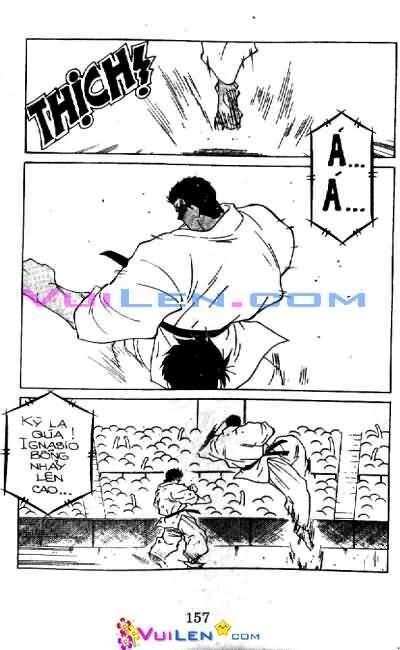 THỊCH!
Á...
Á...
VUILEN.COM
KỲ LẠ
QUÁ!
IGNASIO
BỖNG
NHẢY
LÊN
CAO...
157
VUILEN.COM